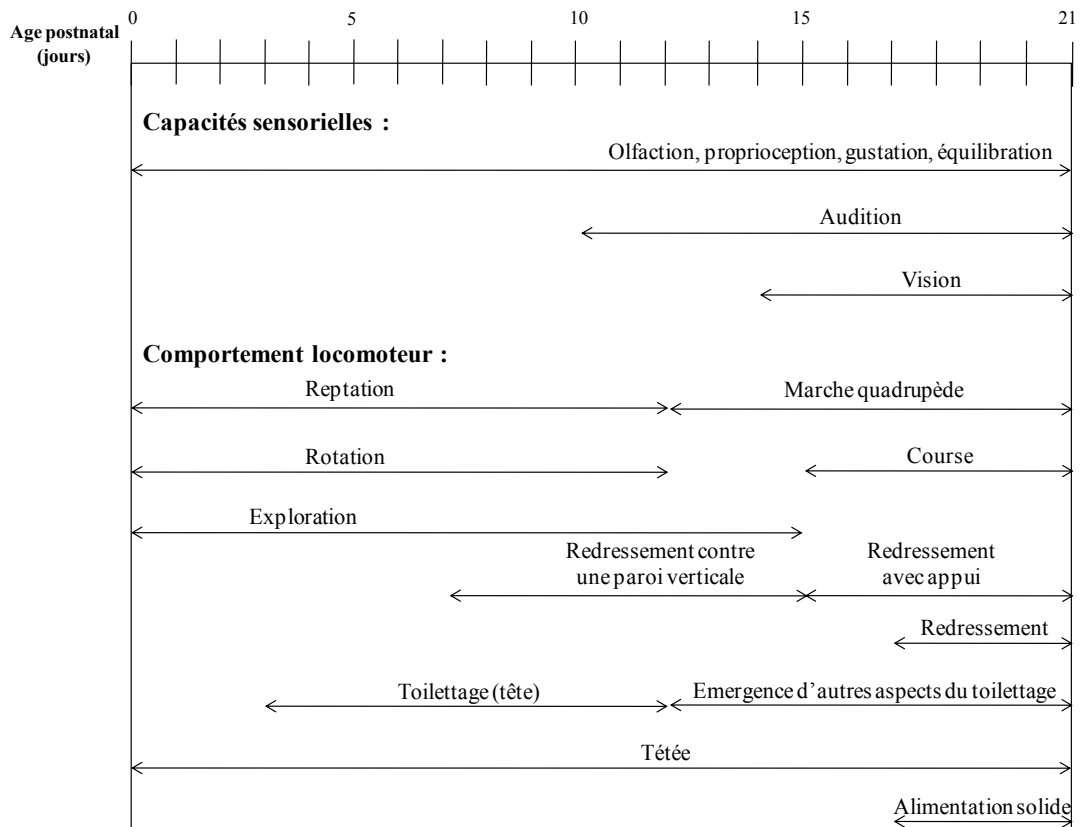 Age postnatal
(jours)
0 5 10 15 21
Capacités sensorielles :
Olfaction, proprioception, gustation, équilibration
Audition
Vision
Comportement locomoteur :
Reptation Marche quadrupède
Rotation Course
Exploration
Redressement contre
une paroi verticale
Redressement
avec appui
Redressement
Toilettage (tête) Emergence d'autres aspects du toilettage
Tétée
Alimentation solide